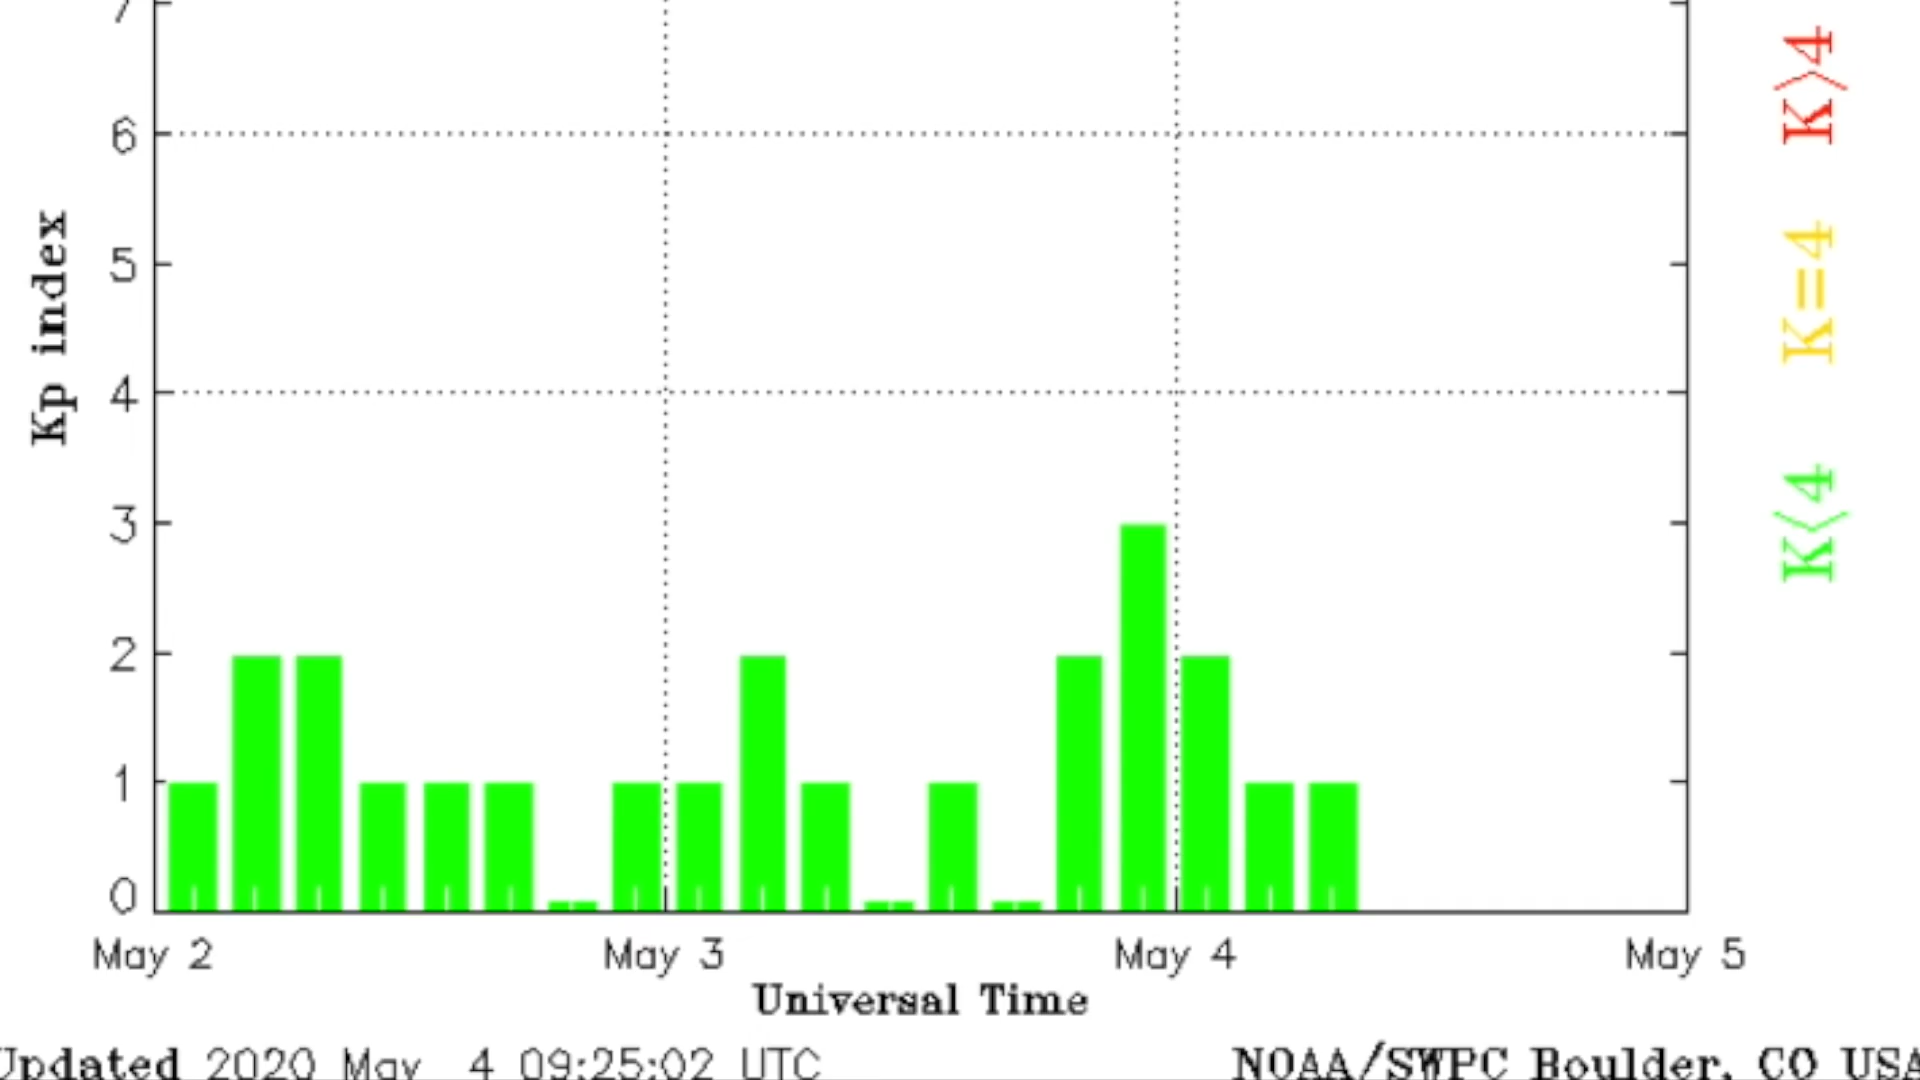 7
6
5
4
3
2
1
0
Kp index
May 2 May 3 May 4 May 5
Universal Time
Updated 2020 May 4 09:25:02 UTC
NOAA/SWPC Boulder, CO USA
K>4
K=4
K<4